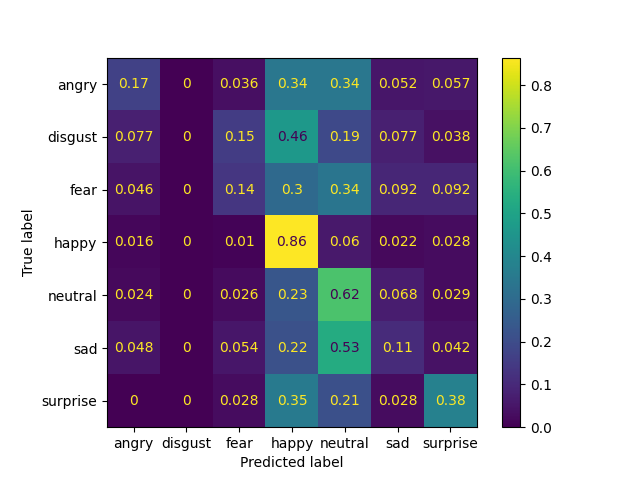 angry 0.17 0 0.036 0.34 0.34 0.052 0.057
disgust 0.077 0 0.15 0.46 0.19 0.077 0.038
fear 0.046 0 0.14 0.3 0.34 0.092 0.092
happy 0.016 0 0.01 0.86 0.06 0.022 0.028
neutral 0.024 0 0.026 0.23 0.62 0.068 0.029
sad 0.048 0 0.054 0.22 0.53 0.11 0.042
surprise 0 0 0.028 0.35 0.21 0.028 0.38
angry disgust fear happy neutral sad surprise
Predicted label
True label
0.8
0.7
0.6
0.5
0.4
0.3
0.2
0.1
0.0